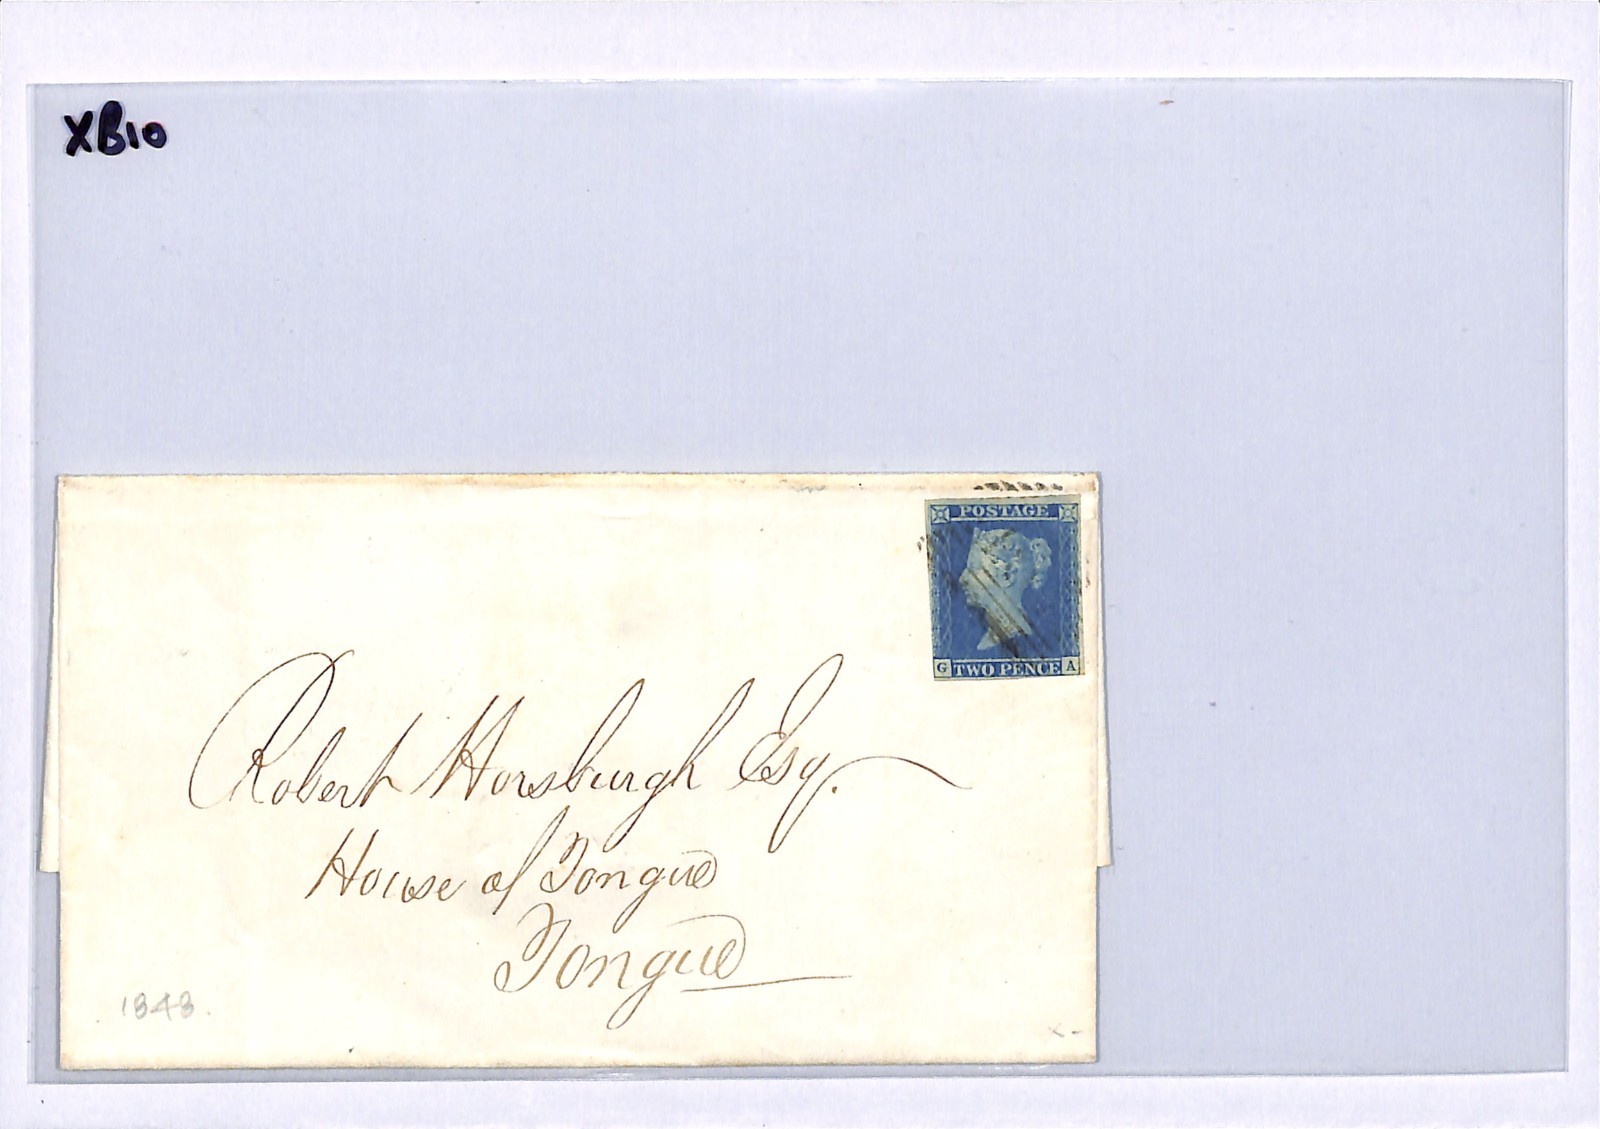 XB10
POSTAGE
G TWO PENCE A
Robert Horsburgh Esq.
House of Tongue
Tongue
1848.